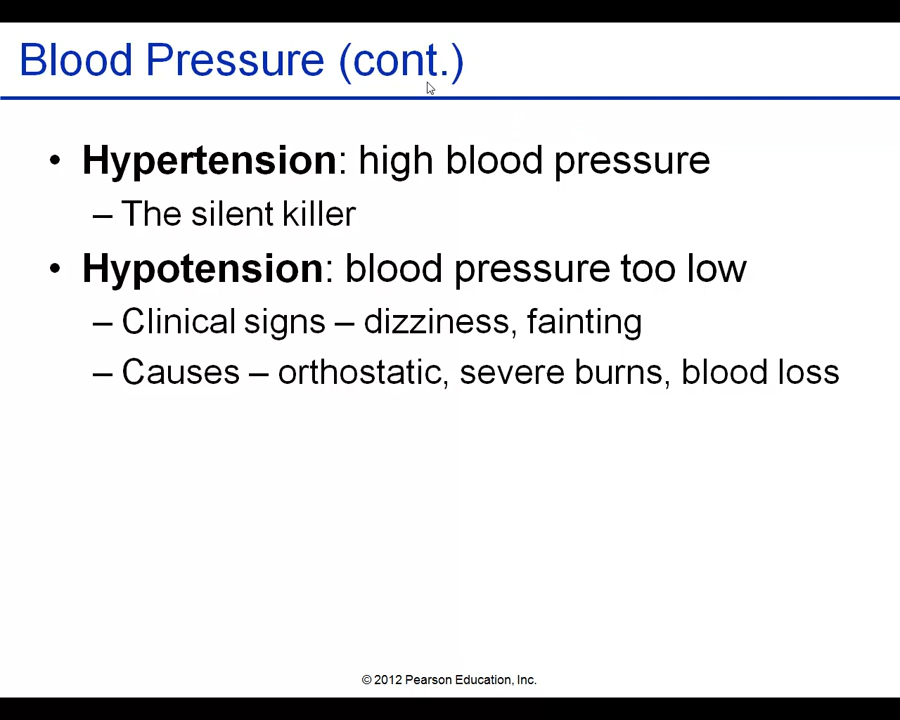 Blood Pressure (cont.)
• Hypertension: high blood pressure
– The silent killer
• Hypotension: blood pressure too low
– Clinical signs – dizziness, fainting
– Causes – orthostatic, severe burns, blood loss
© 2012 Pearson Education, Inc.